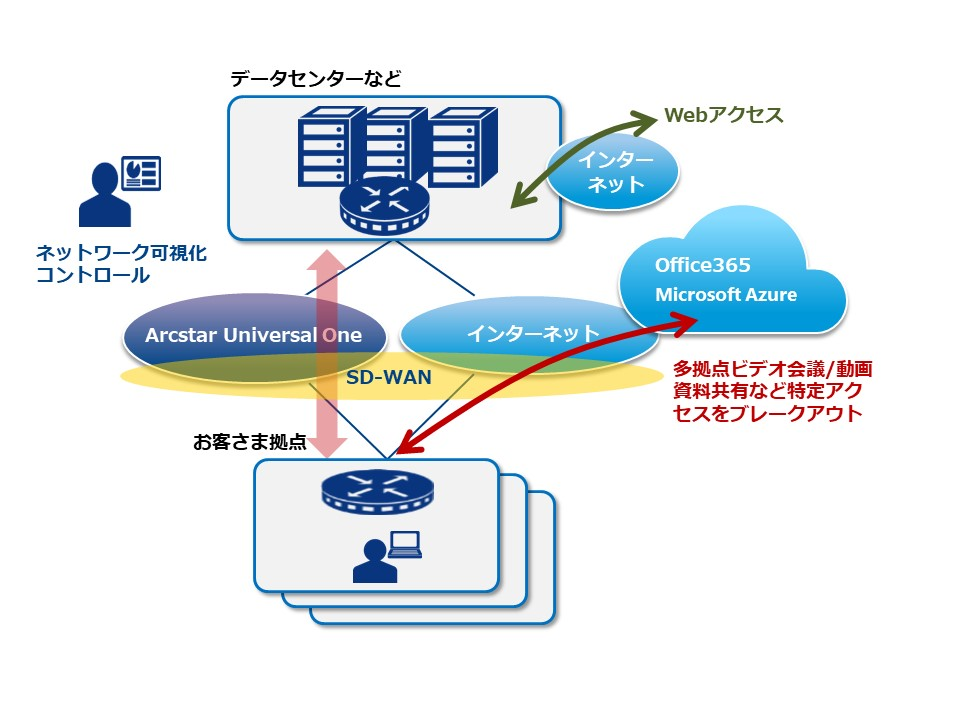 データセンターなど
Webアクセス
インター
ネット
ネットワーク可視化
コントロール
Office365
Microsoft Azure
Arcstar Universal One
インターネット
SD-WAN
多拠点ビデオ会議/動画
資料共有など特定アク
セスをブレークアウト
お客さま拠点